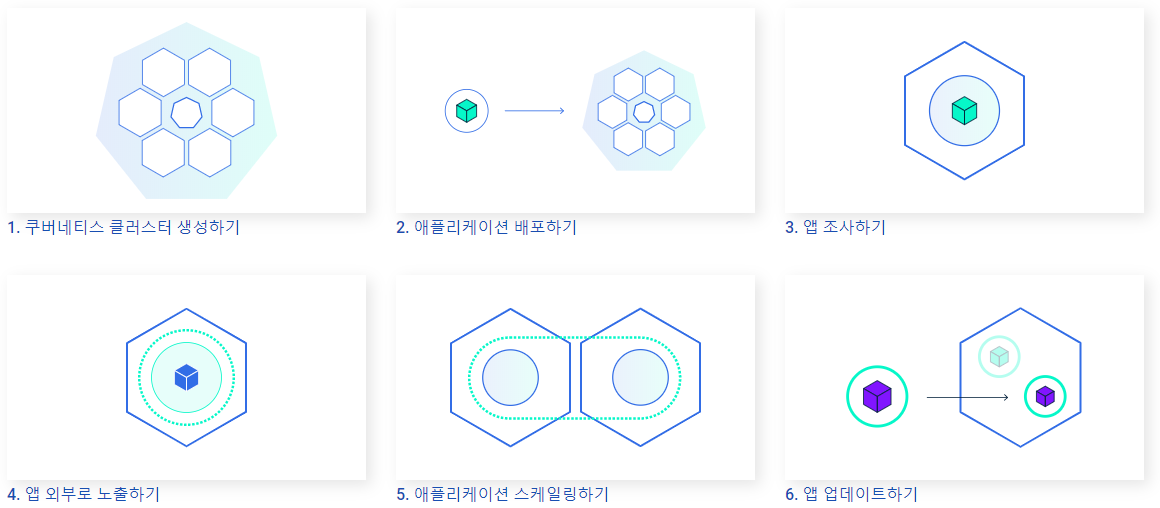 1. 쿠버네티스 클러스터 생성하기
2. 애플리케이션 배포하기
3. 앱 조사하기
4. 앱 외부로 노출하기
5. 애플리케이션 스케일링하기
6. 앱 업데이트하기